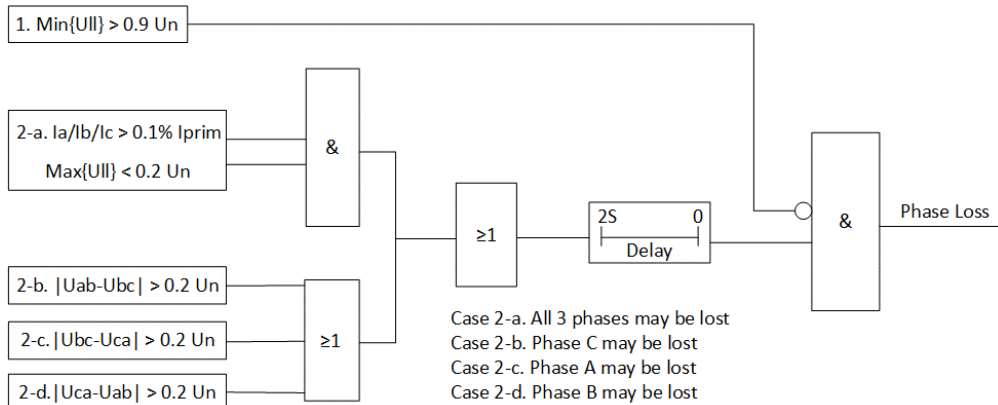 1. Min{Ull} > 0.9 Un
2-a. Ia/Ib/Ic > 0.1% Iprim
Max{Ull} < 0.2 Un
&
≥1
2S 0
Delay
&
Phase Loss
2-b. |Uab-Ubc| > 0.2 Un
2-c.|Ubc-Uca| > 0.2 Un
2-d.|Uca-Uab| > 0.2 Un
≥1
Case 2-a. All 3 phases may be lost
Case 2-b. Phase C may be lost
Case 2-c. Phase A may be lost
Case 2-d. Phase B may be lost